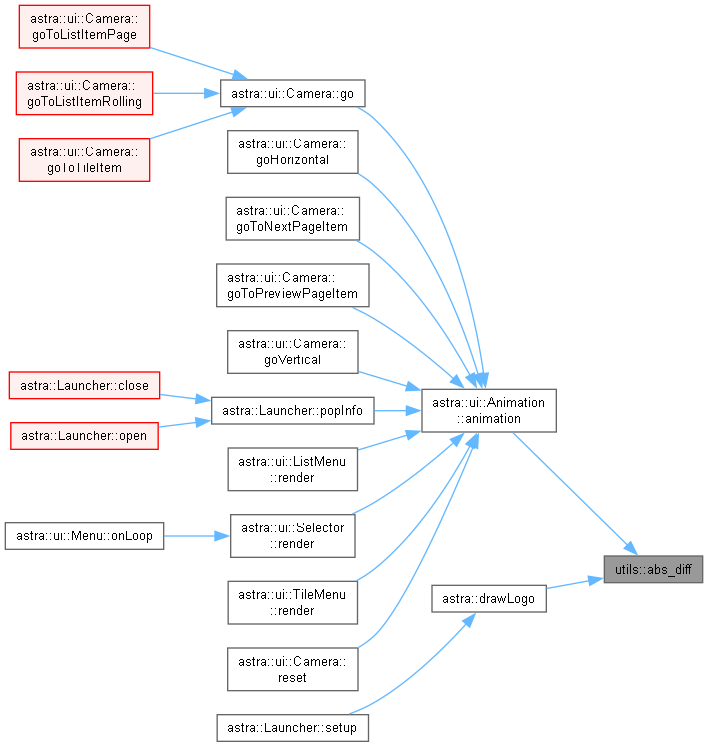 astra::ui::Camera::
goToListItemPage
astra::ui::Camera::
goToListItemRolling
astra::ui::Camera::
goToTileItem
astra::ui::Camera::go
astra::ui::Camera::
goHorizontal
astra::ui::Camera::
goToNextPageItem
astra::ui::Camera::
goToPreviewPageItem
astra::ui::Camera::
goVertical
astra::Launcher::close
astra::Launcher::open
astra::Launcher::popInfo
astra::ui::Animation
::animation
astra::ui::ListMenu
::render
astra::ui::Menu::onLoop
astra::ui::Selector
::render
utils::abs_diff
astra::ui::TileMenu
::render
astra::drawLogo
astra::ui::Camera::
reset
astra::Launcher::setup